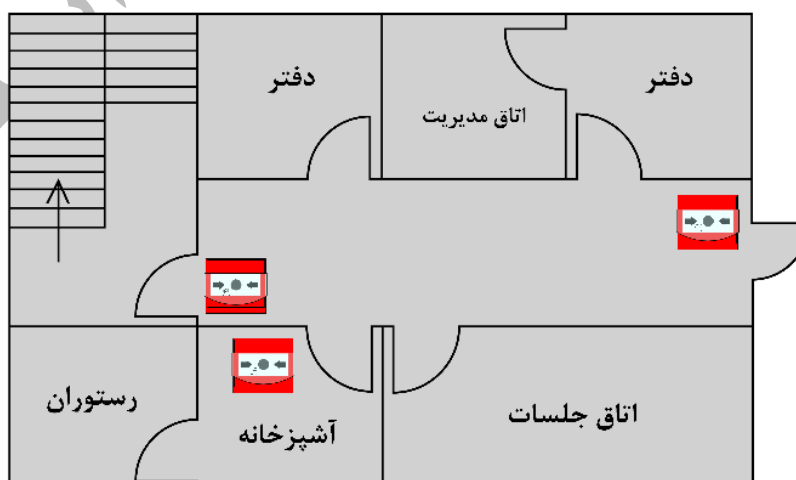 دفتر
اتاق مدیریت
دفتر
رستوران
آشپزخانه
اتاق جلسات